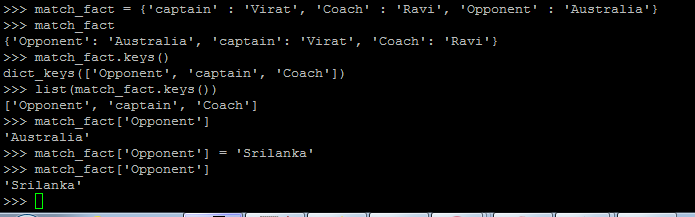 >>> match_fact = {'captain' : 'Virat', 'Coach' : 'Ravi', 'Opponent' : 'Australia'}
>>> match_fact
{'Opponent': 'Australia', 'captain': 'Virat', 'Coach': 'Ravi'}
>>> match_fact.keys()
dict_keys(['Opponent', 'captain', 'Coach'])
>>> list(match_fact.keys())
['Opponent', 'captain', 'Coach']
>>> match_fact['Opponent']
'Australia'
>>> match_fact['Opponent'] = 'Srilanka'
>>> match_fact['Opponent']
'Srilanka'
>>>